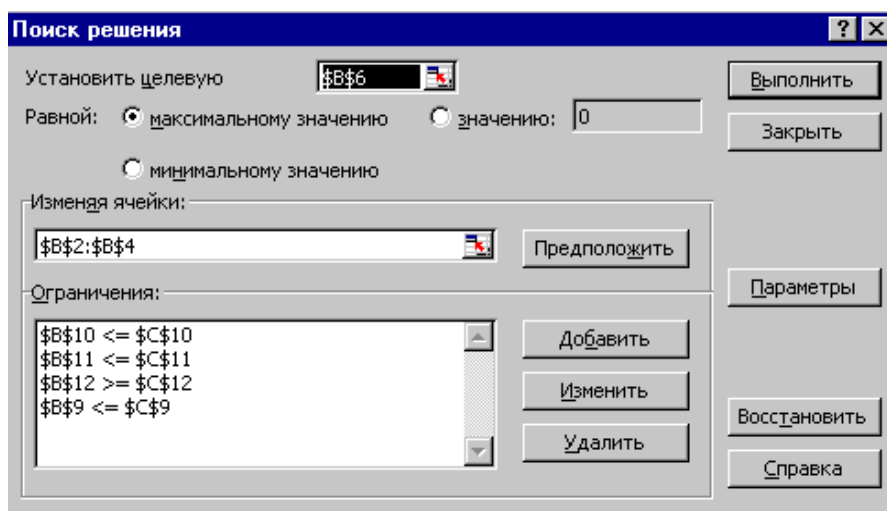 Поиск решения ? ×
Установить целевую $B$6 Выполнить
Равной: максимальному значению значению: 0 Закрыть
минимальному значению
Изменяя ячейки:
$B$2:$B$4 Предположить
Ограничения: Параметры
$B$10 <= $C$10 Добавить
$B$11 <= $C$11
$B$12 >= $C$12 Изменить
$B$9 <= $C$9 Восстановить
Удалить
Справка